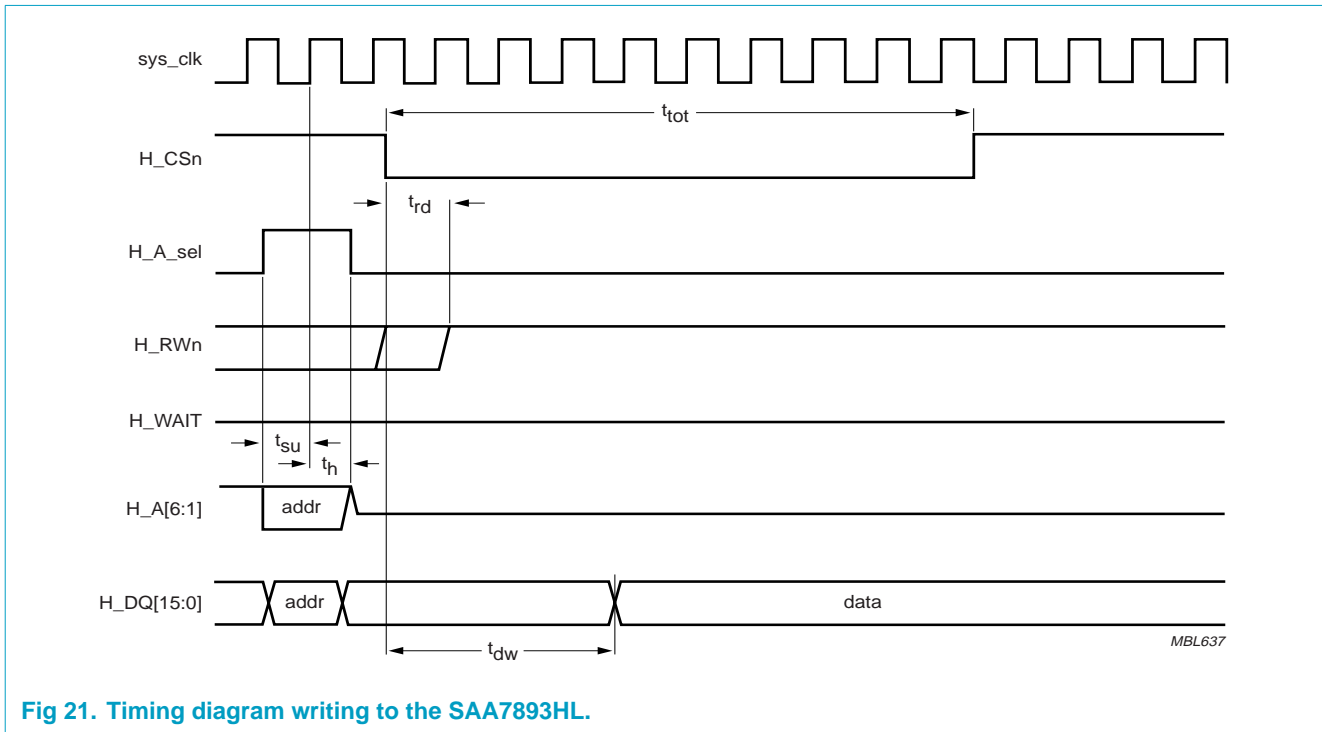 sys_clk
t_tot
H_CSn
t_rd
H_A_sel
H_RWn
H_WAIT
t_su
t_h
H_A[6:1] addr
H_DQ[15:0] addr data
t_dw
MBL637
Fig 21. Timing diagram writing to the SAA7893HL.